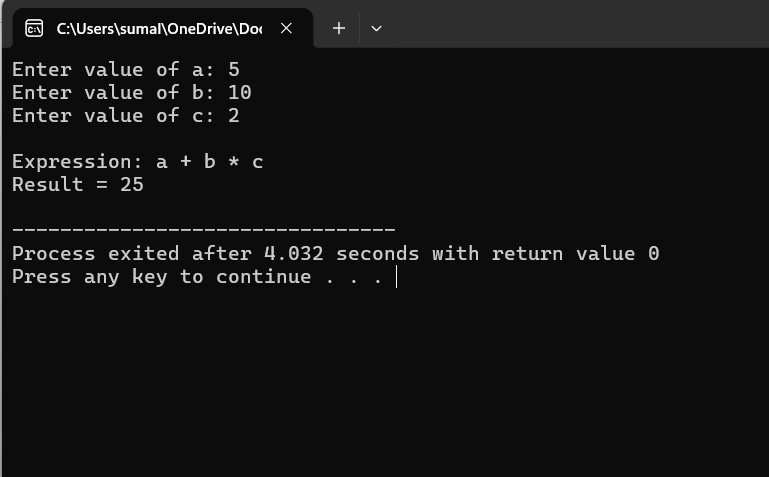 C:\Users\sumal\OneDrive\Doc
Enter value of a: 5
Enter value of b: 10
Enter value of c: 2
Expression: a + b * c
Result = 25
--------------------------------
Process exited after 4.032 seconds with return value 0
Press any key to continue . . .